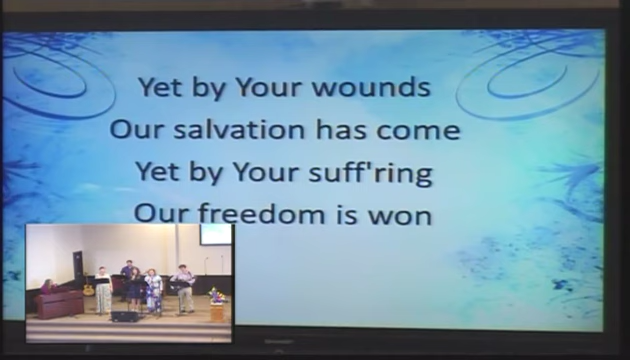 Yet by Your wounds
Our salvation has come
Yet by Your suff'ring
Our freedom is won